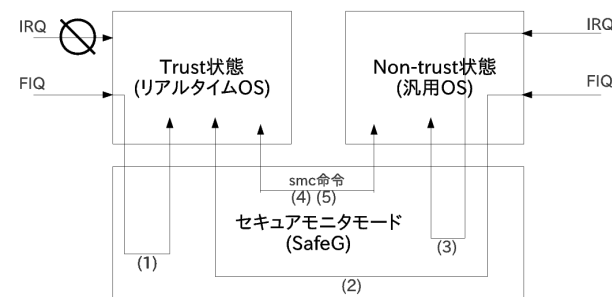 IRQ
FIQ
Trust状態
(リアルタイムOS)
Non-trust状態
(汎用OS)
IRQ
FIQ
smc命令
(4) (5)
セキュアモニタモード
(SafeG)
(1)
(3)
(2)